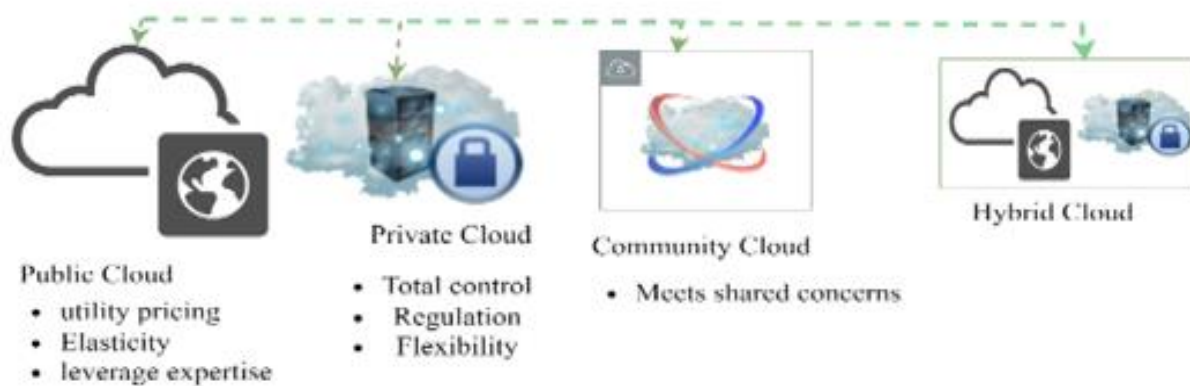 Public Cloud
• utility pricing
• Elasticity
• leverage expertise
Private Cloud
• Total control
• Regulation
• Flexibility
Community Cloud
• Meets shared concerns
Hybrid Cloud